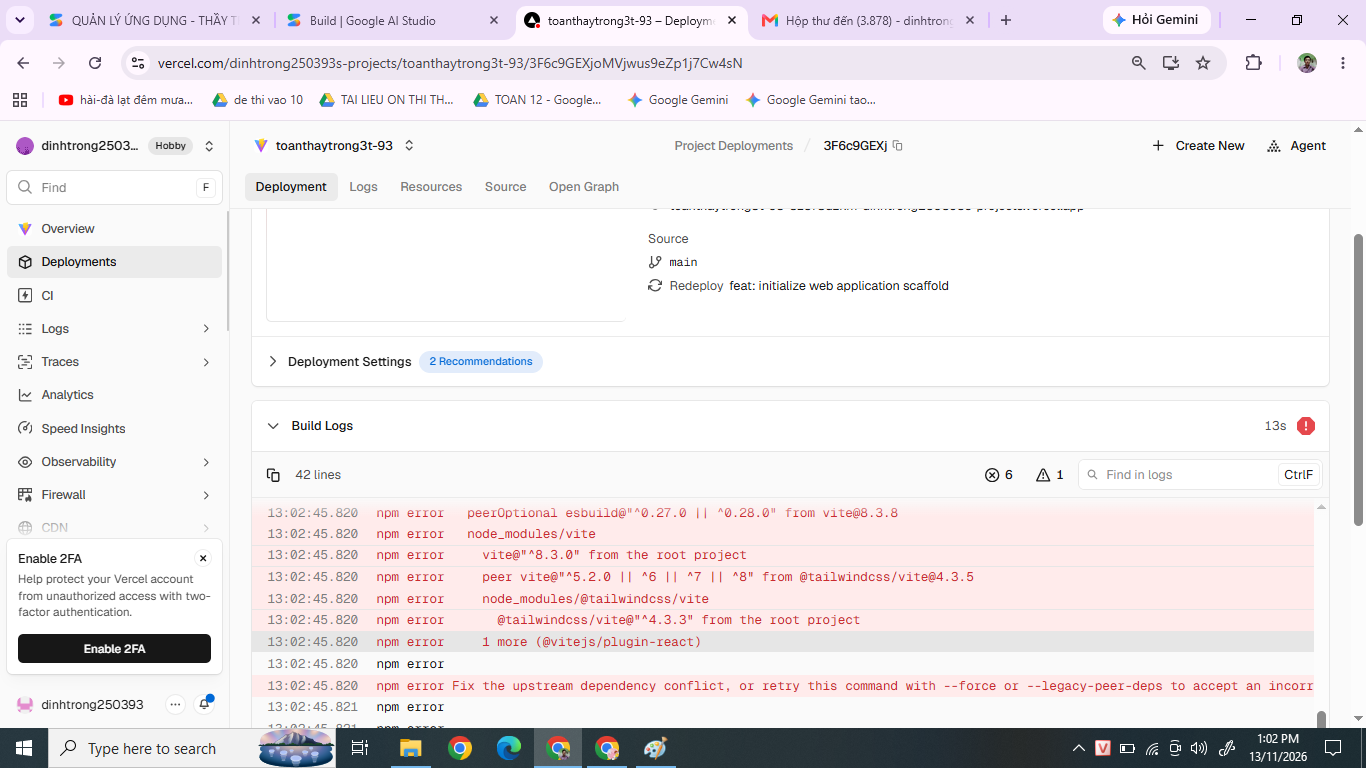 QUẢN LÝ ỨNG DỤNG - THẦY T
Build | Google AI Studio
toanthaytrong3t-93 – Deployme
Hộp thư đến (3.878) - dinhtrong
Hỏi Gemini
vercel.com/dinhtrong250393s-projects/toanthaytrong3t-93/3F6c9GEXjoMVjwus9eZp1j7Cw4sN
hài-đà lạt đêm mưa...
de thi vao 10
TAI LIEU ON THI TH...
TOAN 12 - Google...
Google Gemini
Google Gemini tao...
dinhtrong2503...
Hobby
toanthaytrong3t-93
Project Deployments / 3F6c9GEXj
Create New
Agent
Find
F
Deployment
Logs
Resources
Source
Open Graph
Overview
Deployments
CI
Logs
Traces
Analytics
Speed Insights
Observability
Firewall
CDN
Source
main
Redeploy feat: initialize web application scaffold
Deployment Settings
2 Recommendations
Build Logs
13s
42 lines
6
1
Find in logs
CtrlF
13:02:45.820 npm error peerOptional esbuild@"^0.27.0 || ^0.28.0" from vite@8.3.8
13:02:45.820 npm error node_modules/vite
13:02:45.820 npm error vite@"^8.3.0" from the root project
13:02:45.820 npm error peer vite@"^5.2.0 || ^6 || ^7 || ^8" from @tailwindcss/vite@4.3.5
13:02:45.820 npm error node_modules/@tailwindcss/vite
13:02:45.820 npm error @tailwindcss/vite@"^4.3.3" from the root project
13:02:45.820 npm error 1 more (@vitejs/plugin-react)
13:02:45.820 npm error
13:02:45.820 npm error Fix the upstream dependency conflict, or retry this command with --force or --legacy-peer-deps to accept an incorr
13:02:45.821 npm error
Enable 2FA
Help protect your Vercel account
from unauthorized access with two-
factor authentication.
Enable 2FA
dinhtrong250393
Type here to search
1:02 PM
13/11/2026